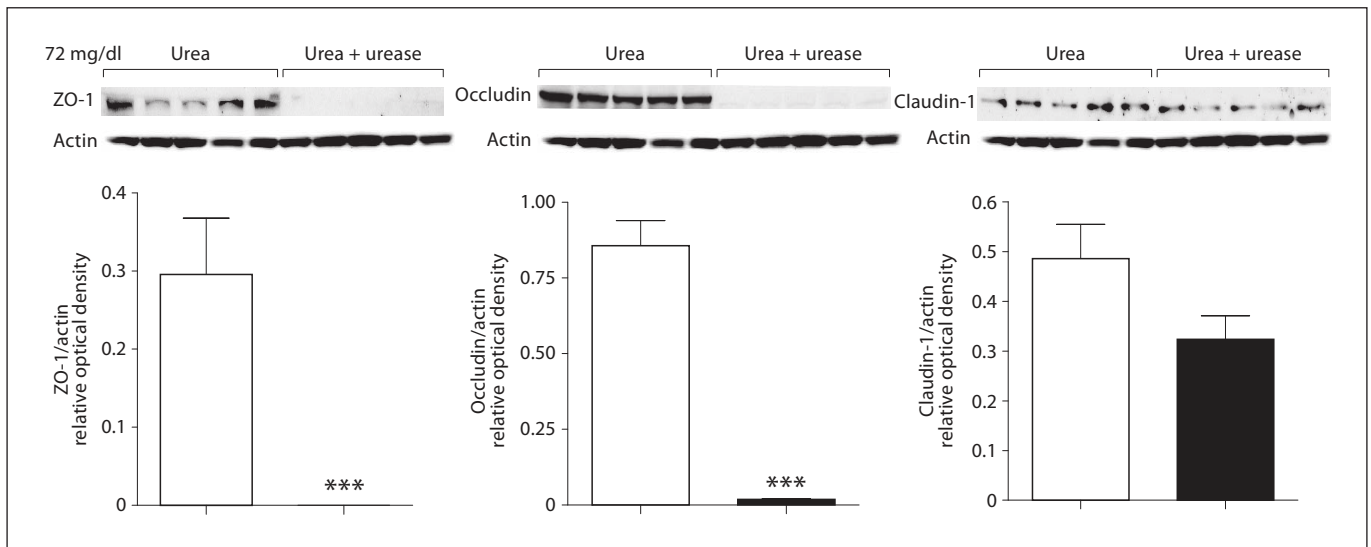 72 mg/dl
Urea
Urea + urease
ZO-1
Actin
ZO-1/actin
relative optical density
0.4
0.3
0.2
0.1
0
***
Urea
Urea + urease
Occludin
Actin
Occludin/actin
relative optical density
1.00
0.75
0.50
0.25
0
***
Urea
Urea + urease
Claudin-1
Actin
Claudin-1/actin
relative optical density
0.6
0.5
0.4
0.3
0.2
0.1
0